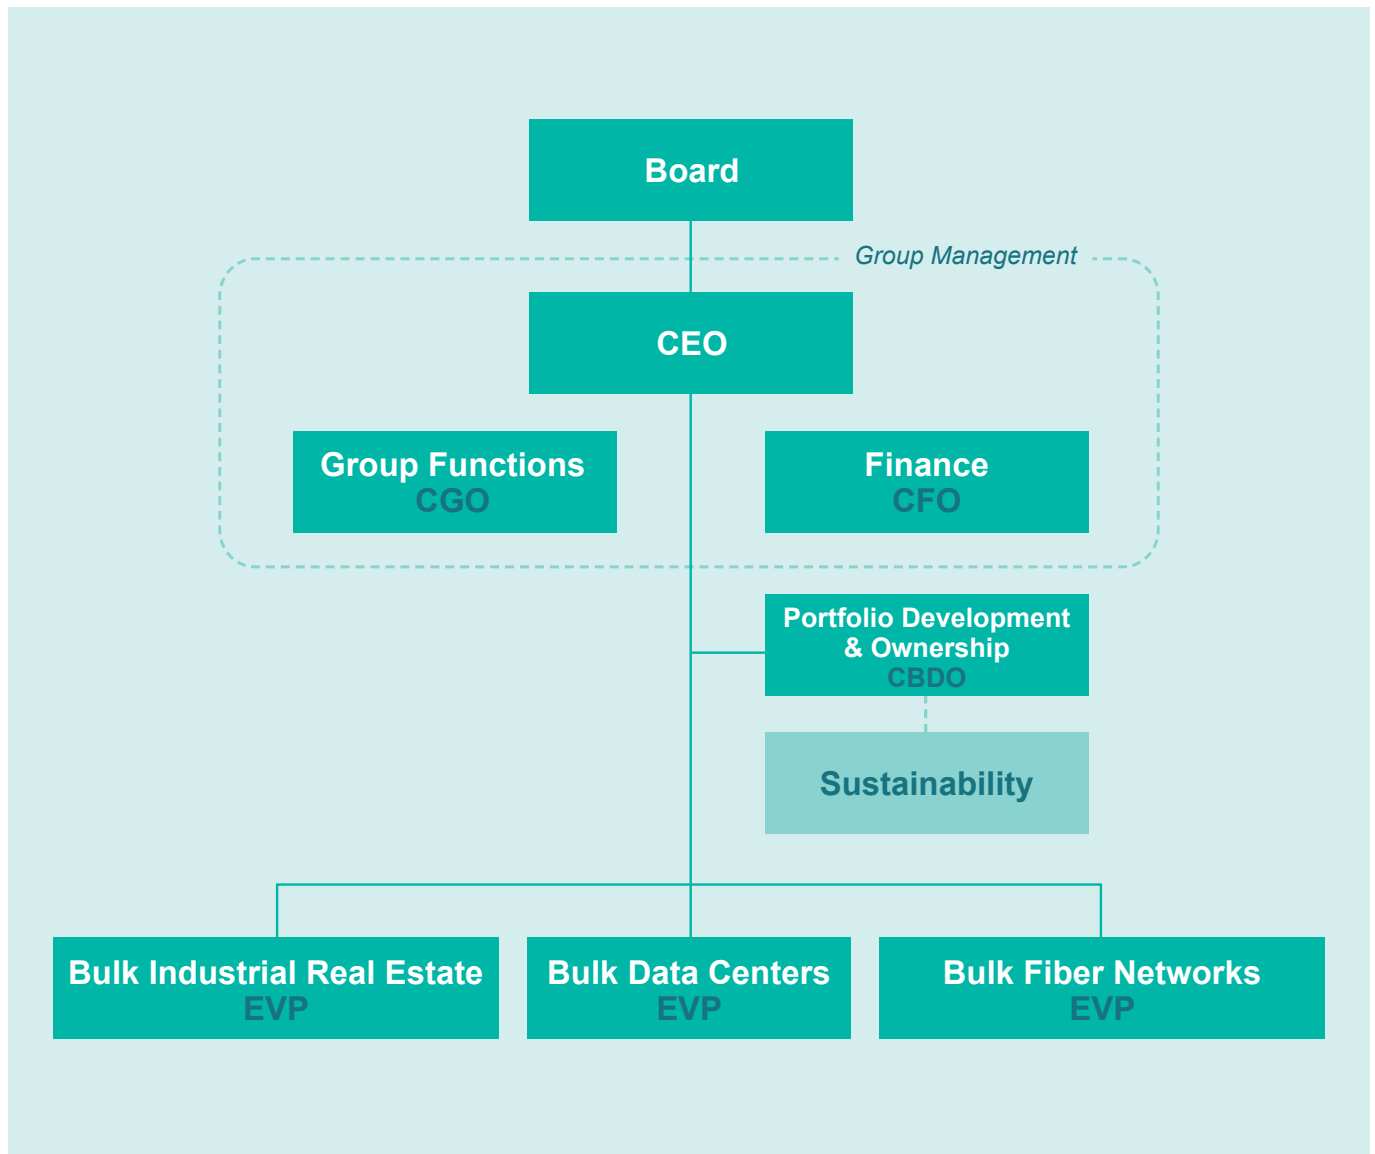 Board
Group Management
CEO
Group Functions
CGO
Finance
CFO
Portfolio Development
& Ownership
CBDO
Sustainability
Bulk Industrial Real Estate
EVP
Bulk Data Centers
EVP
Bulk Fiber Networks
EVP